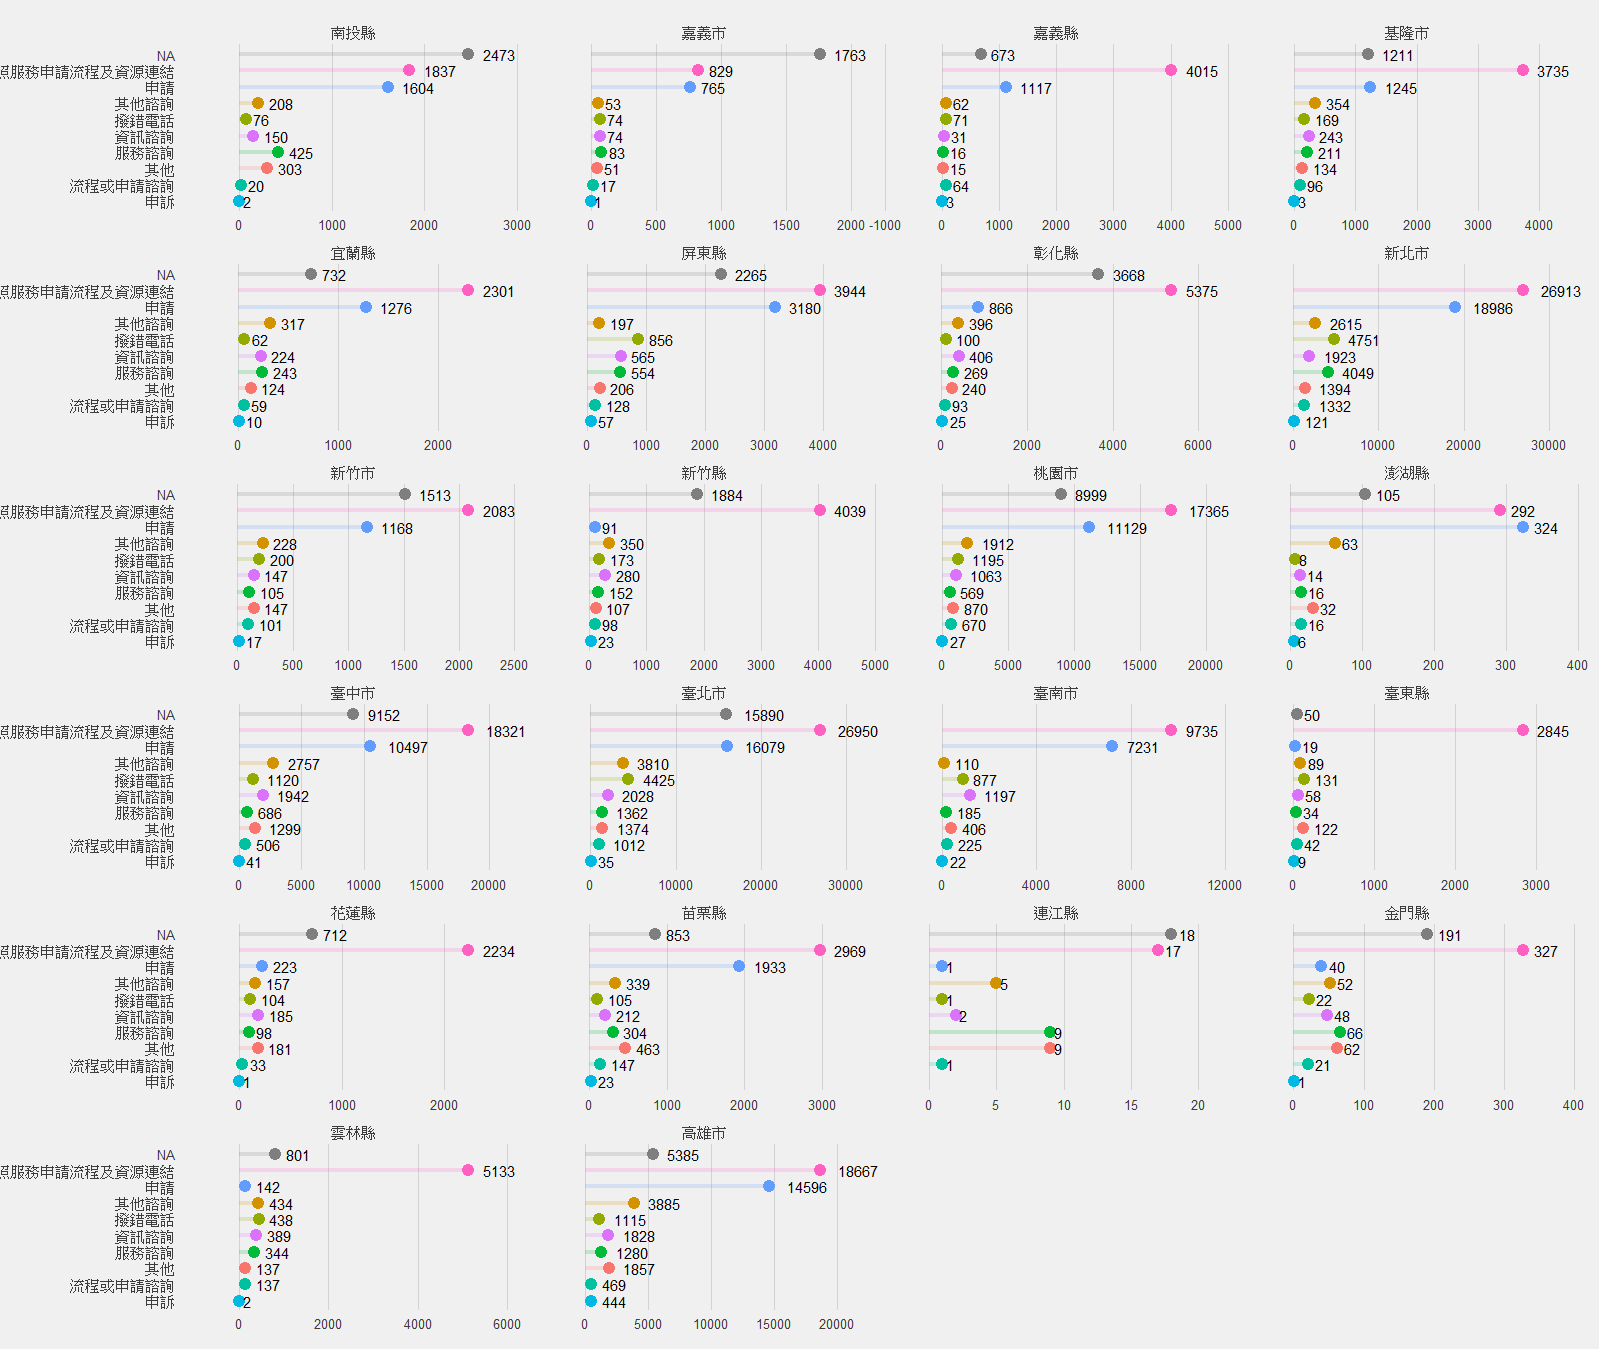 南投縣 嘉義市 嘉義縣 基隆市
NA 2473 1763 673 1211
照服務申請流程及資源連結 1837 829 4015 3735
申請 1604 765 1117 1245
其他諮詢 208 53 62 354
撥錯電話 76 74 71 169
資訊諮詢 150 74 31 243
服務諮詢 425 83 16 211
其他 303 51 15 134
流程或申請諮詢 20 17 64 96
申訴 2 1 3 3
0 1000 2000 3000 0 500 1000 1500 2000 -1000 0 1000 2000 3000 4000 5000 0 1000 2000 3000 4000
宜蘭縣 屏東縣 彰化縣 新北市
NA 732 2265 3668
照服務申請流程及資源連結 2301 3944 5375 26913
申請 1276 3180 866 18986
其他諮詢 317 197 396 2615
撥錯電話 62 856 100 4751
資訊諮詢 224 565 406 1923
服務諮詢 243 554 269 4049
其他 124 206 240 1394
流程或申請諮詢 59 128 93 1332
申訴 10 57 25 121
0 1000 2000 0 1000 2000 3000 4000 0 2000 4000 6000 0 10000 20000 30000
新竹市 新竹縣 桃園市 澎湖縣
NA 1513 1884 8999 105
照服務申請流程及資源連結 2083 4039 17365 292
申請 1168 91 11129 324
其他諮詢 228 350 1912 63
撥錯電話 200 173 1195 8
資訊諮詢 147 280 1063 14
服務諮詢 105 152 569 16
其他 147 107 870 32
流程或申請諮詢 101 98 670 16
申訴 17 23 27 6
0 500 1000 1500 2000 2500 0 1000 2000 3000 4000 5000 0 5000 10000 15000 20000 0 100 200 300 400
臺中市 臺北市 臺南市 臺東縣
NA 9152 15890 50
照服務申請流程及資源連結 18321 26950 9735 2845
申請 10497 16079 7231 19
其他諮詢 2757 3810 110 89
撥錯電話 1120 4425 877 131
資訊諮詢 1942 2028 1197 58
服務諮詢 686 1362 185 34
其他 1299 1374 406 122
流程或申請諮詢 506 1012 225 42
申訴 41 35 22 9
0 5000 10000 15000 20000 0 10000 20000 30000 0 4000 8000 12000 0 1000 2000 3000
花蓮縣 苗栗縣 連江縣 金門縣
NA 712 853 18 191
照服務申請流程及資源連結 2234 2969 17 327
申請 223 1933 1 40
其他諮詢 157 339 5 52
撥錯電話 104 105 1 22
資訊諮詢 185 212 2 48
服務諮詢 98 304 9 66
其他 181 463 9 62
流程或申請諮詢 33 147 1 21
申訴 1 23 1
0 1000 2000 0 1000 2000 3000 0 5 10 15 20 0 100 200 300 400
雲林縣 高雄市
NA 801 5385
照服務申請流程及資源連結 5133 18667
申請 142 14596
其他諮詢 434 3885
撥錯電話 438 1115
資訊諮詢 389 1828
服務諮詢 344 1280
其他 137 1857
流程或申請諮詢 137 469
申訴 2 444
0 2000 4000 6000 0 5000 10000 15000 20000